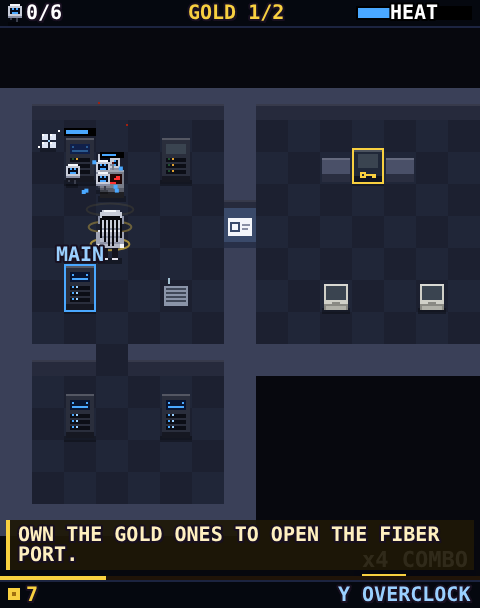 0/6
GOLD 1/2
HEAT
MAIN
OWN THE GOLD ONES TO OPEN THE FIBER
PORT.
x4 COMBO
7
Y OVERCLOCK